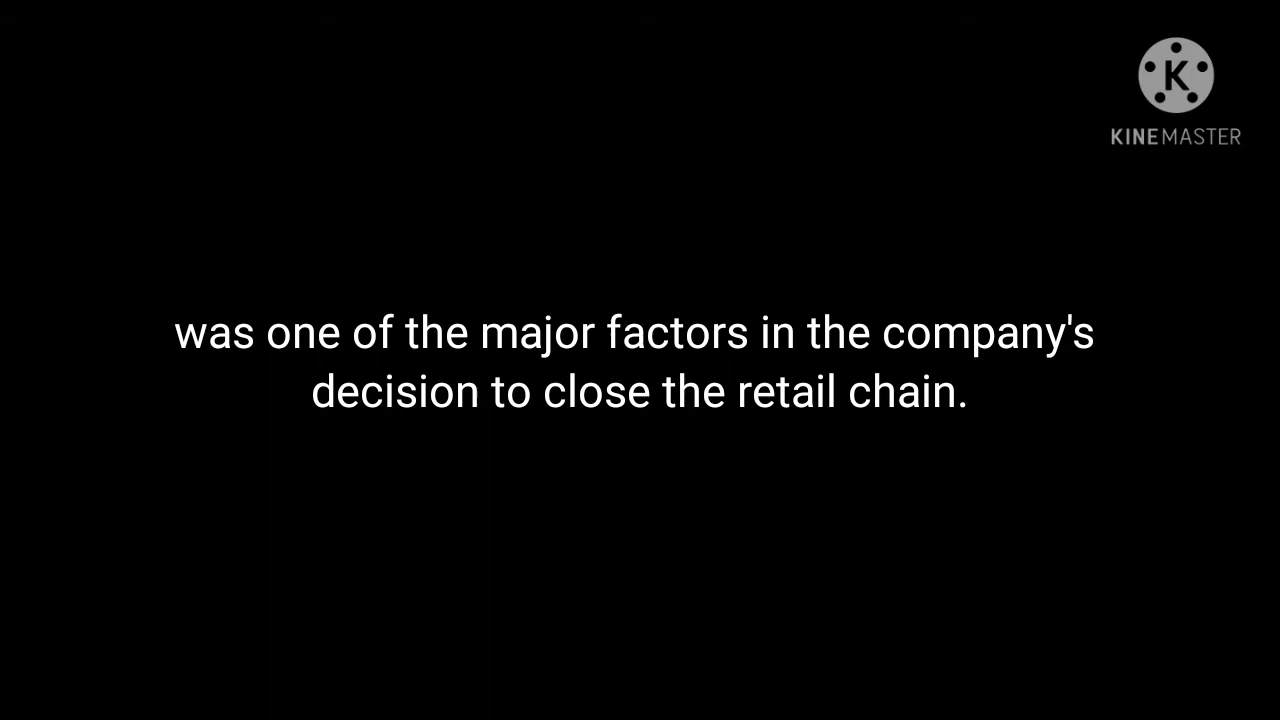 K
KINEMASTER
was one of the major factors in the company's
decision to close the retail chain.